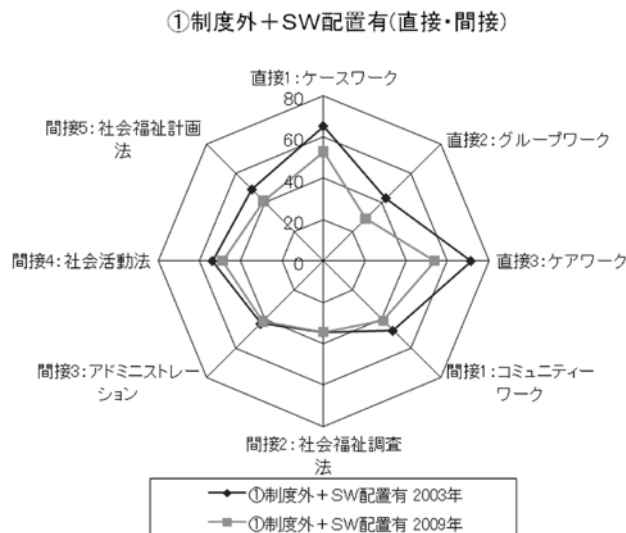 ①制度外+SW配置有(直接・間接)
直接1:ケースワーク
80
60
40
20
0
間接5:社会福祉計画
法
直接2:グループワーク
間接4:社会活動法
直接3:ケアワーク
間接3:アドミニストレー
ション
間接1:コミュニティー
ワーク
間接2:社会福祉調査
法
①制度外+SW配置有 2003年
①制度外+SW配置有 2009年